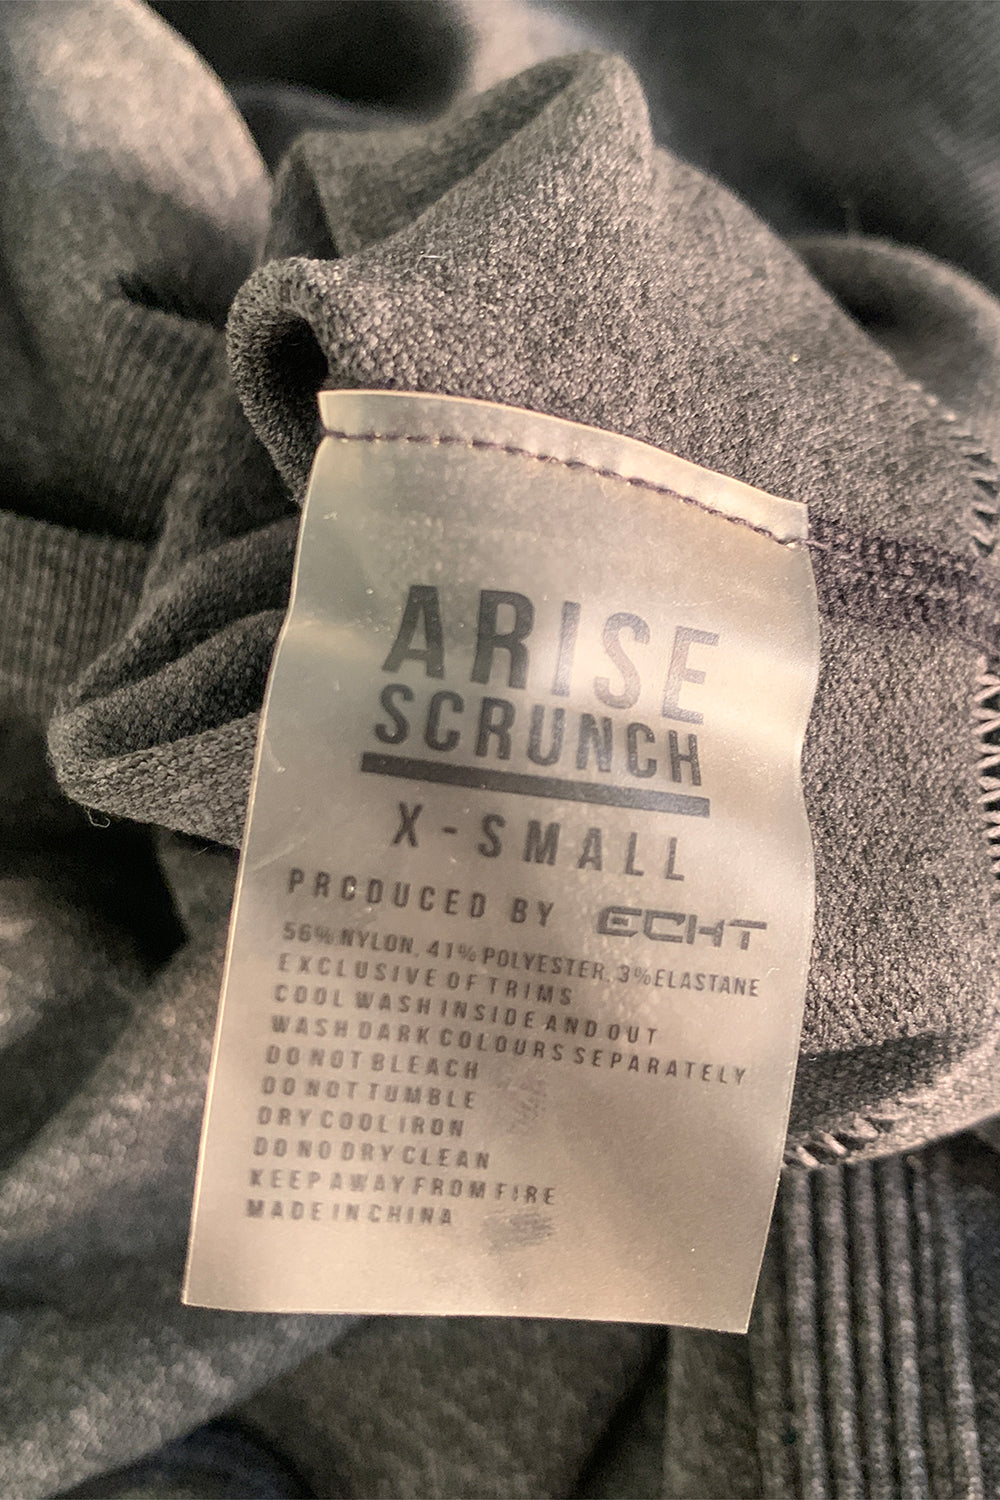 ARISE
SCRUNCH
X-SMALL
PRODUCED BY ECHT
56% NYLON, 41% POLYESTER, 3% ELASTANE
EXCLUSIVE OF TRIMS
COOL WASH INSIDE AND OUT
WASH DARK COLOURS SEPARATELY
DO NOT BLEACH
DO NOT TUMBLE
DRY COOL IRON
DO NO DRY CLEAN
KEEP AWAY FROM FIRE
MADE IN CHINA